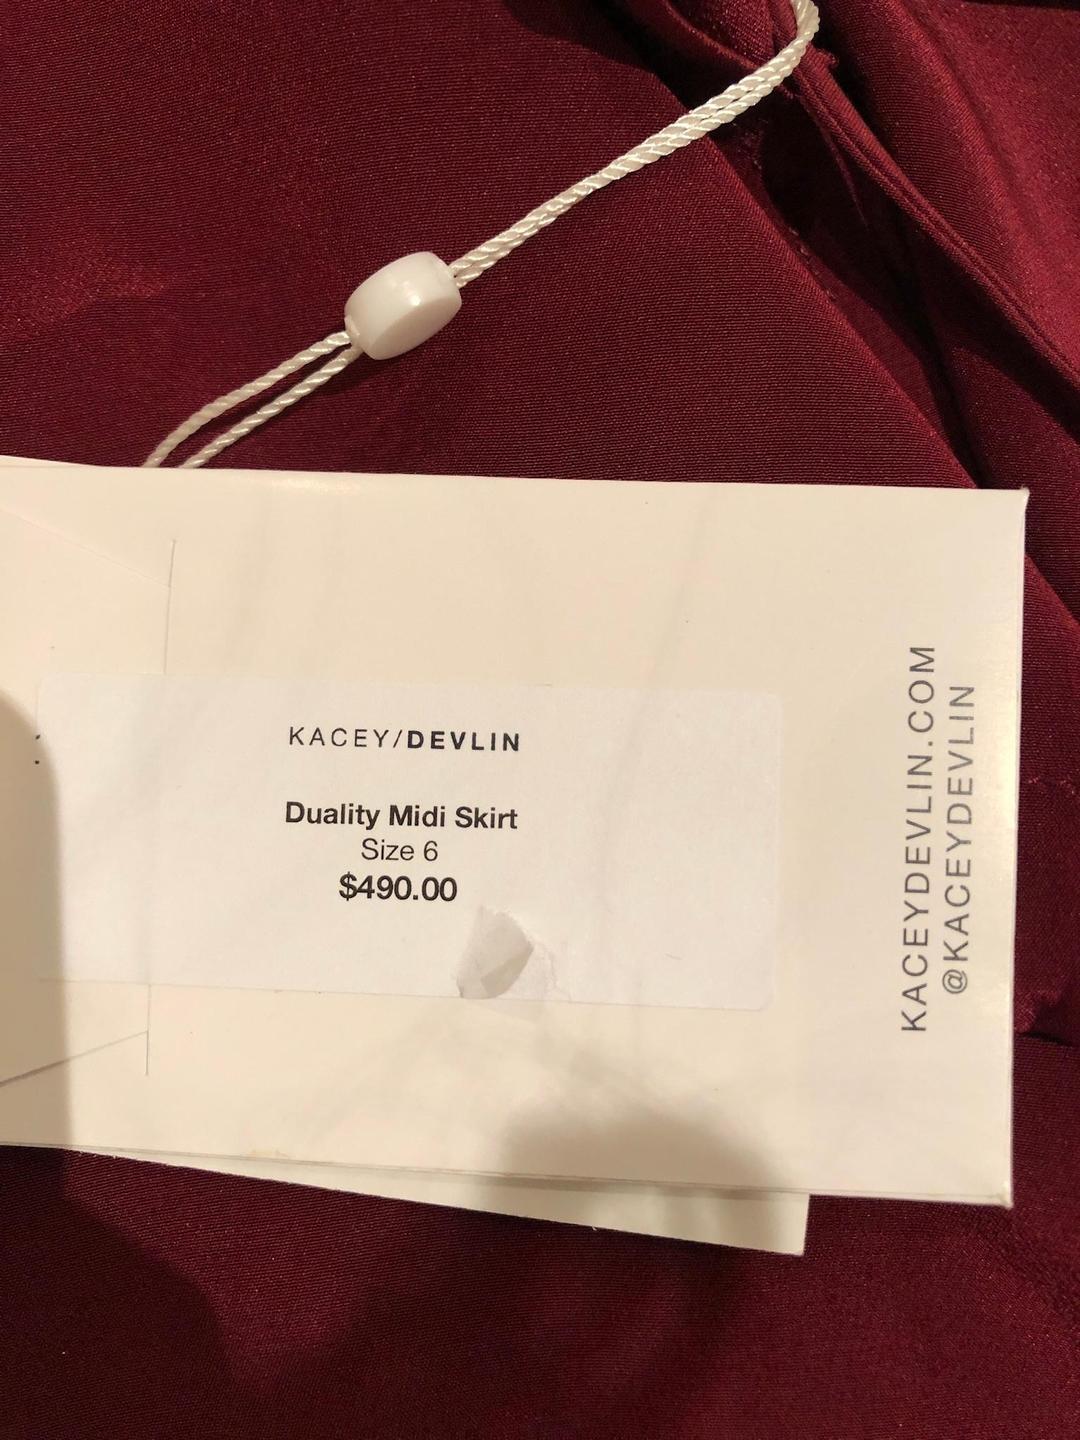 KACEY/DEVLIN
Duality Midi Skirt
Size 6
$490.00
KACEYDEVLIN.COM
@KACEYDEVLIN